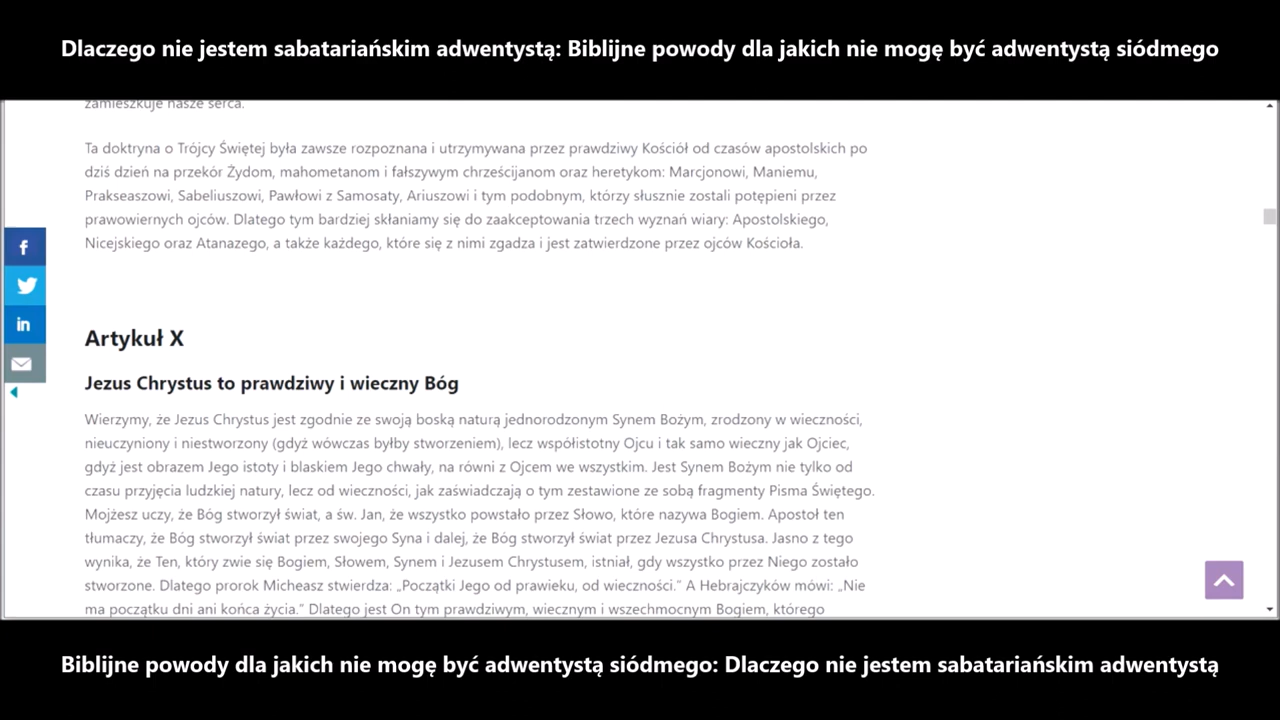 Dlaczego nie jestem sabatariańskim adwentystą: Biblijne powody dla jakich nie mogę być adwentystą siódmego
zamieszkuje nasze serca.
Ta doktryna o Trójcy Świętej była zawsze rozpoznana i utrzymywana przez prawdziwy Kościół od czasów apostolskich po
dziś dzień na przekór Żydom, mahometanom i fałszywym chrześcijanom oraz heretykom: Marcjonowi, Maniemu,
Prakseaszowi, Sabeliuszowi, Pawłowi z Samosaty, Ariuszowi i tym podobnym, którzy słusznie zostali potępieni przez
prawowiernych ojców. Dlatego tym bardziej skłaniamy się do zaakceptowania trzech wyznań wiary: Apostolskiego,
Nicejskiego oraz Atanazego, a także każdego, które się z nimi zgadza i jest zatwierdzone przez ojców Kościoła.
Artykuł X
Jezus Chrystus to prawdziwy i wieczny Bóg
Wierzymy, że Jezus Chrystus jest zgodnie ze swoją boską naturą jednorodzonym Synem Bożym, zrodzony w wieczności,
nieuczyniony i niestworzony (gdyż wówczas byłby stworzeniem), lecz współistotny Ojcu i tak samo wieczny jak Ojciec,
gdyż jest obrazem Jego istoty i blaskiem Jego chwały, na równi z Ojcem we wszystkim. Jest Synem Bożym nie tylko od
czasu przyjęcia ludzkiej natury, lecz od wieczności, jak zaświadczają o tym zestawione ze sobą fragmenty Pisma Świętego.
Mojżesz uczy, że Bóg stworzył świat, a św. Jan, że wszystko powstało przez Słowo, które nazywa Bogiem. Apostoł ten
tłumaczy, że Bóg stworzył świat przez swojego Syna i dalej, że Bóg stworzył świat przez Jezusa Chrystusa. Jasno z tego
wynika, że Ten, który zwie się Bogiem, Słowem, Synem i Jezusem Chrystusem, istniał, gdy wszystko przez Niego zostało
stworzone. Dlatego prorok Micheasz stwierdza: „Początki Jego od prawieku, od wieczności.” A Hebrajczyków mówi: „Nie
ma początku dni ani końca życia.” Dlatego jest On tym prawdziwym, wiecznym i wszechmocnym Bogiem, którego
Biblijne powody dla jakich nie mogę być adwentystą siódmego: Dlaczego nie jestem sabatariańskim adwentystą